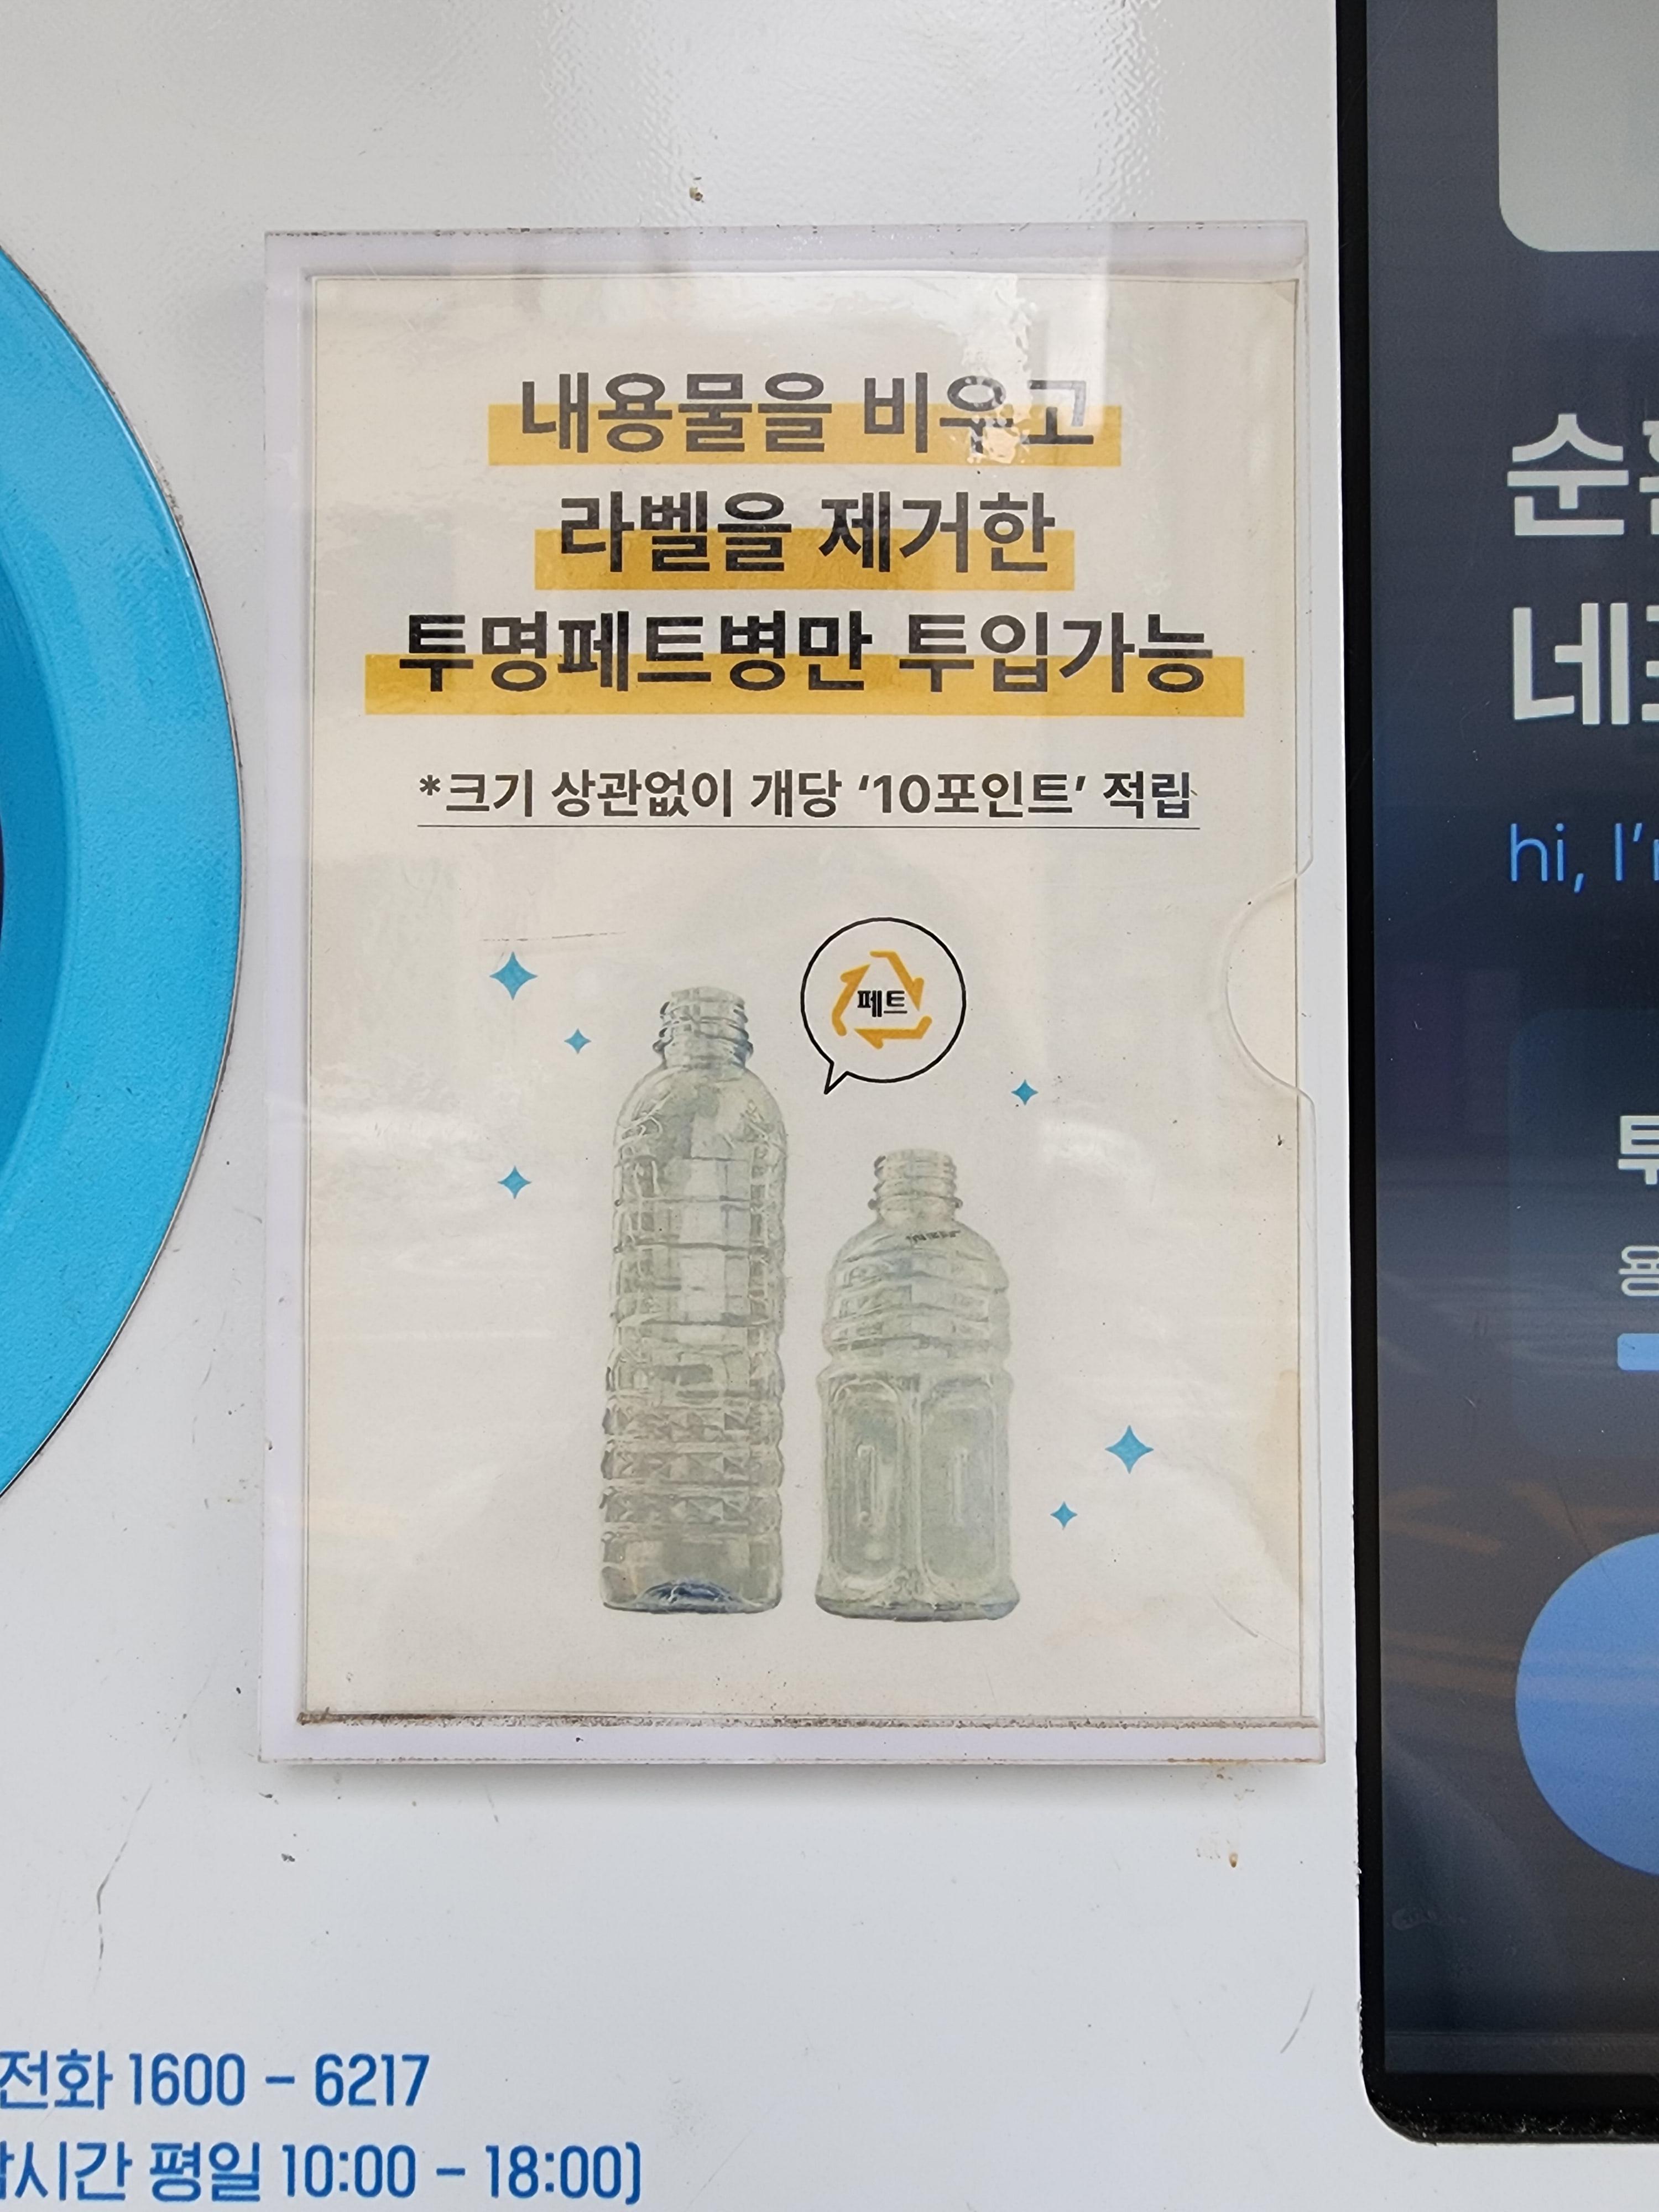 내용물을 비우고
라벨을 제거한
투명페트병만 투입가능
*크기 상관없이 개당 ‘10포인트’ 적립
페트
전화 1600 - 6217
시간 평일 10:00 - 18:00)
hi, I'